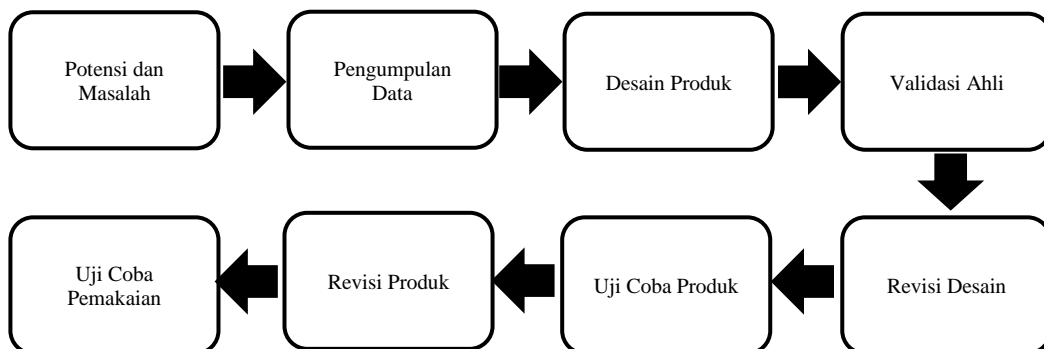 Potensi dan
Masalah
Pengumpulan
Data
Desain Produk
Validasi Ahli
Revisi Desain
Uji Coba Produk
Revisi Produk
Uji Coba
Pemakaian